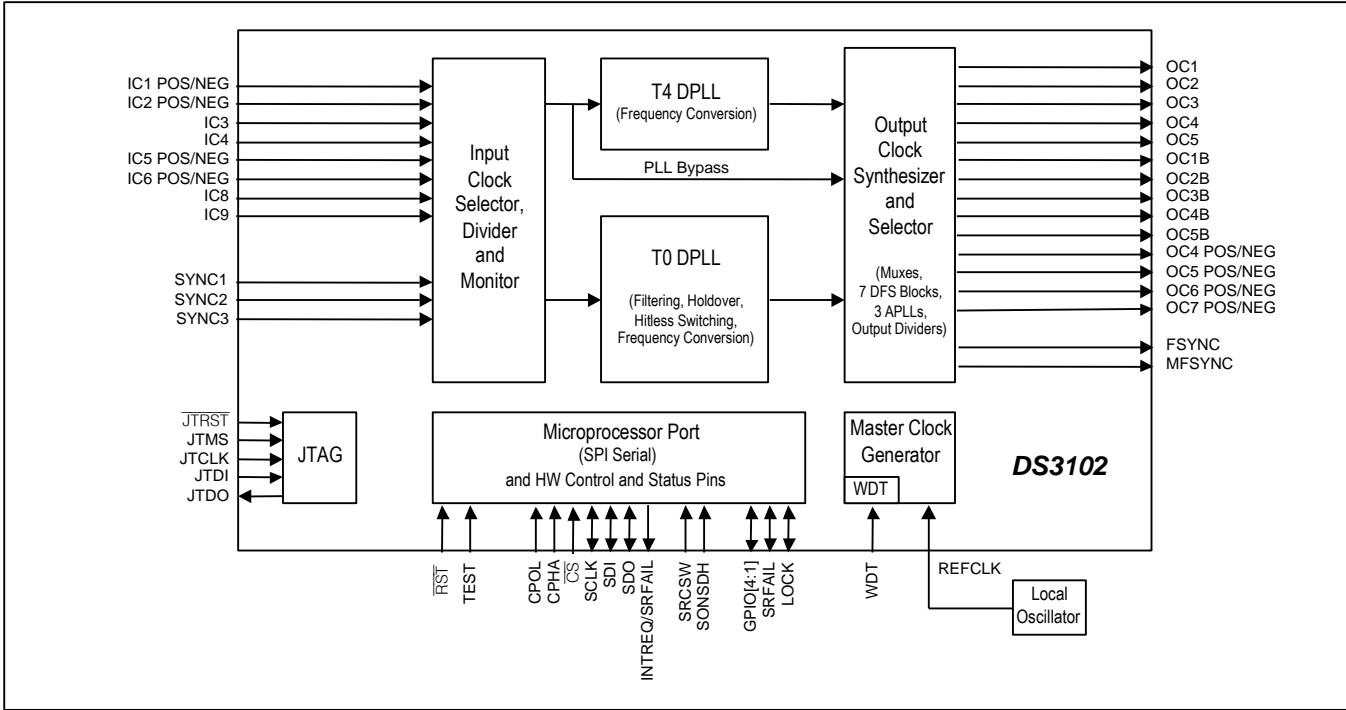 IC1 POS/NEG
IC2 POS/NEG
IC3
IC4
IC5 POS/NEG
IC6 POS/NEG
IC8
IC9
SYNC1
SYNC2
SYNC3
Input
Clock
Selector,
Divider
and
Monitor
T4 DPLL
(Frequency Conversion)
PLL Bypass
T0 DPLL
(Filtering, Holdover,
Hitless Switching,
Frequency Conversion)
Output
Clock
Synthesizer
and
Selector
(Muxes,
7 DFS Blocks,
3 APLLs,
Output Dividers)
OC1
OC2
OC3
OC4
OC5
OC1B
OC2B
OC3B
OC4B
OC5B
OC4 POS/NEG
OC5 POS/NEG
OC6 POS/NEG
OC7 POS/NEG
FSYNC
MFSYNC
JTRST
JTMS
JTCLK
JTDI
JTDO
JTAG
Microprocessor Port
(SPI Serial)
and HW Control and Status Pins
Master Clock
Generator
WDT
DS3102
RST
TEST
CPOL
CPHA
CS
SCLK
SDI
SDO
INTREQ/SRFAIL
SRCSW
SONSDH
GPIO[4:1]
SRFAIL
LOCK
WDT
REFCLK
Local
Oscillator